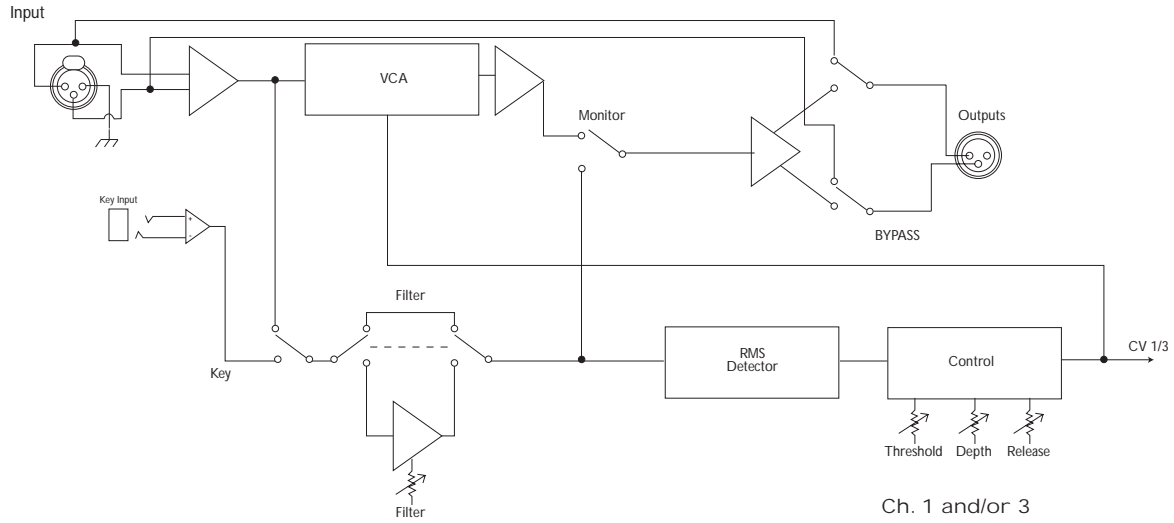 Input
VCA
Monitor
Outputs
Key Input
+
-
BYPASS
Filter
Key
RMS
Detector
Control
CV 1/3
Threshold
Depth
Release
Filter
Ch. 1 and/or 3